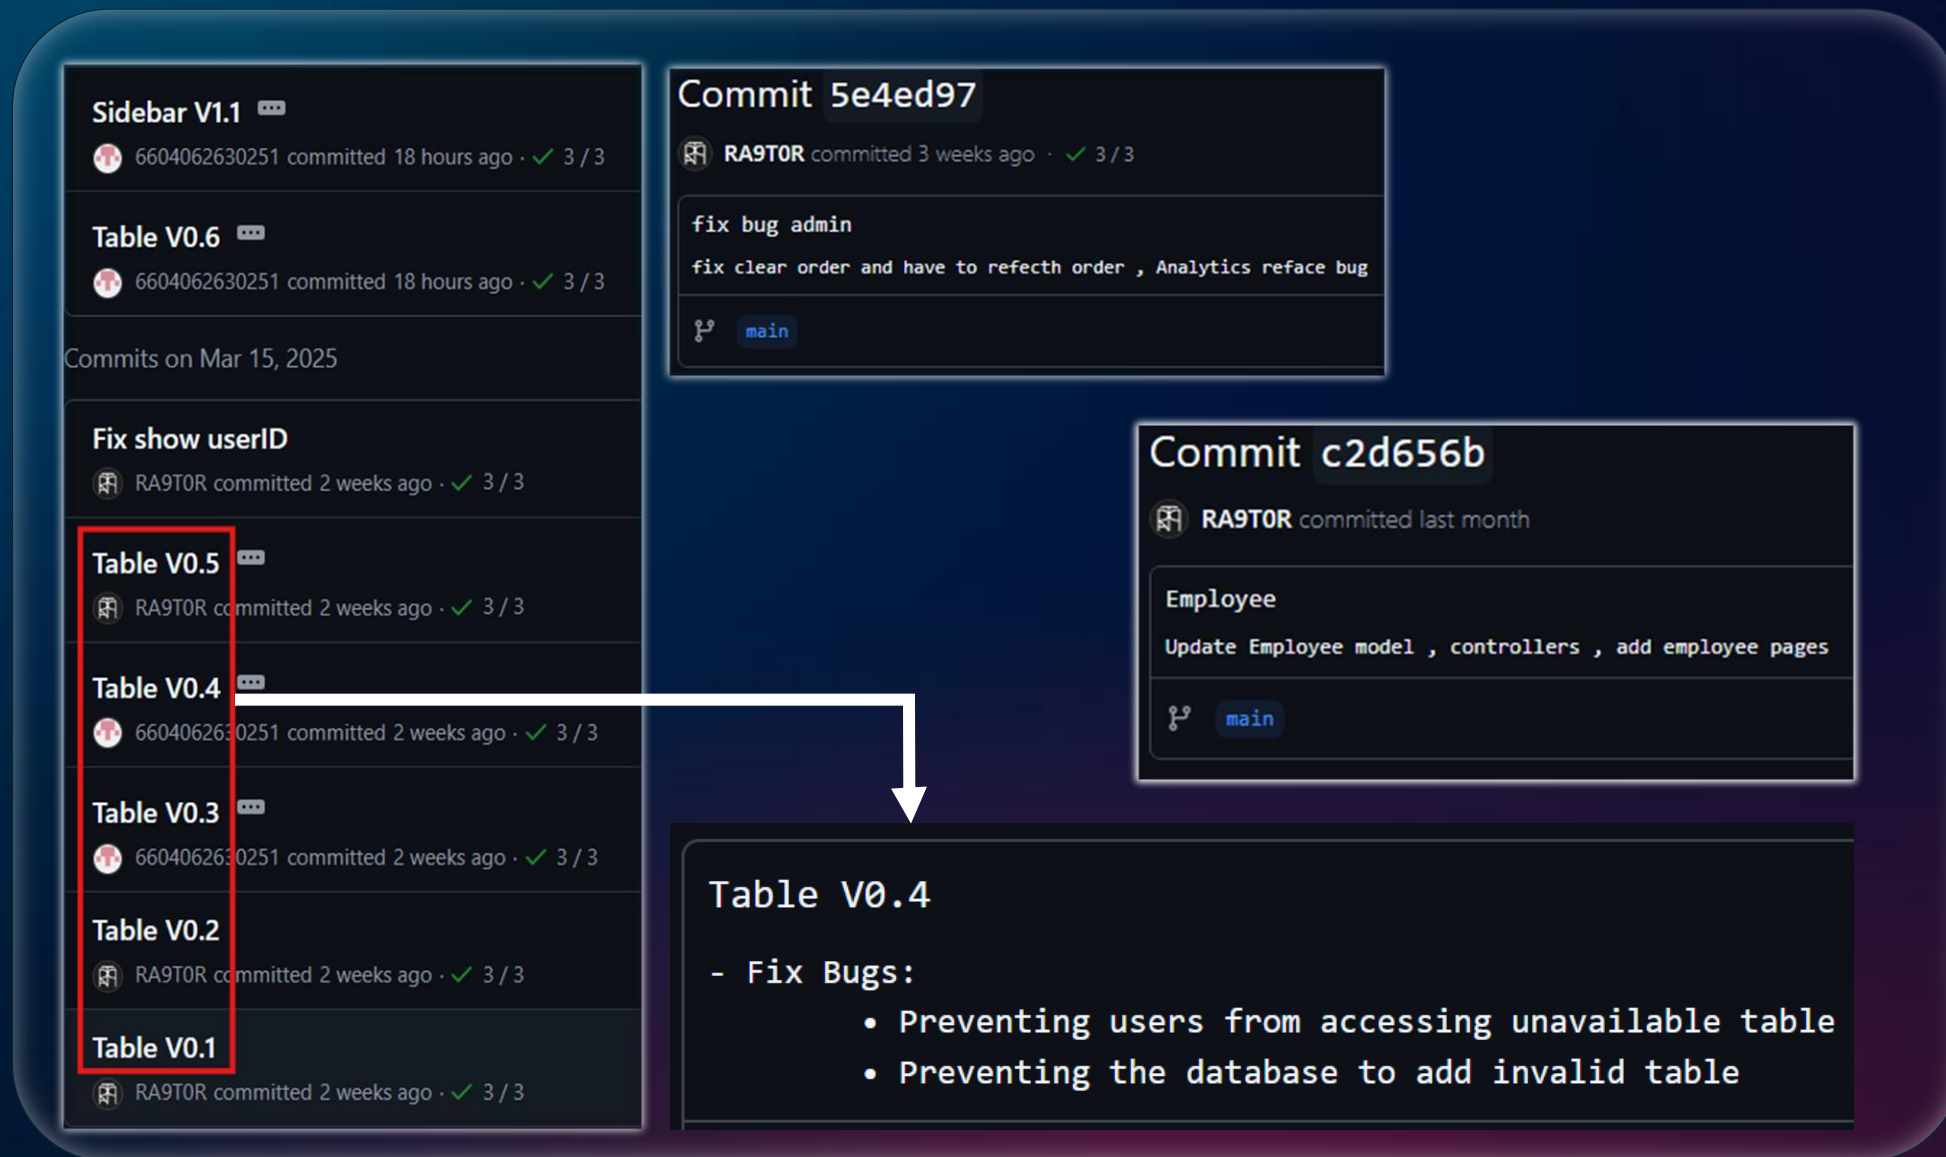 Sidebar V1.1
6604062630251 committed 18 hours ago · 3 / 3
Table V0.6
6604062630251 committed 18 hours ago · 3 / 3
Commits on Mar 15, 2025
Fix show userID
RA9T0R committed 2 weeks ago · 3 / 3
Table V0.5
RA9T0R committed 2 weeks ago · 3 / 3
Table V0.4
6604062630251 committed 2 weeks ago · 3 / 3
Table V0.3
6604062630251 committed 2 weeks ago · 3 / 3
Table V0.2
RA9T0R committed 2 weeks ago · 3 / 3
Table V0.1
RA9T0R committed 2 weeks ago · 3 / 3
Commit 5e4ed97
RA9T0R committed 3 weeks ago · 3 / 3
fix bug admin
fix clear order and have to refecth order , Analytics reface bug
main
Commit c2d656b
RA9T0R committed last month
Employee
Update Employee model , controllers , add employee pages
main
Table V0.4
- Fix Bugs:
• Preventing users from accessing unavailable table
• Preventing the database to add invalid table